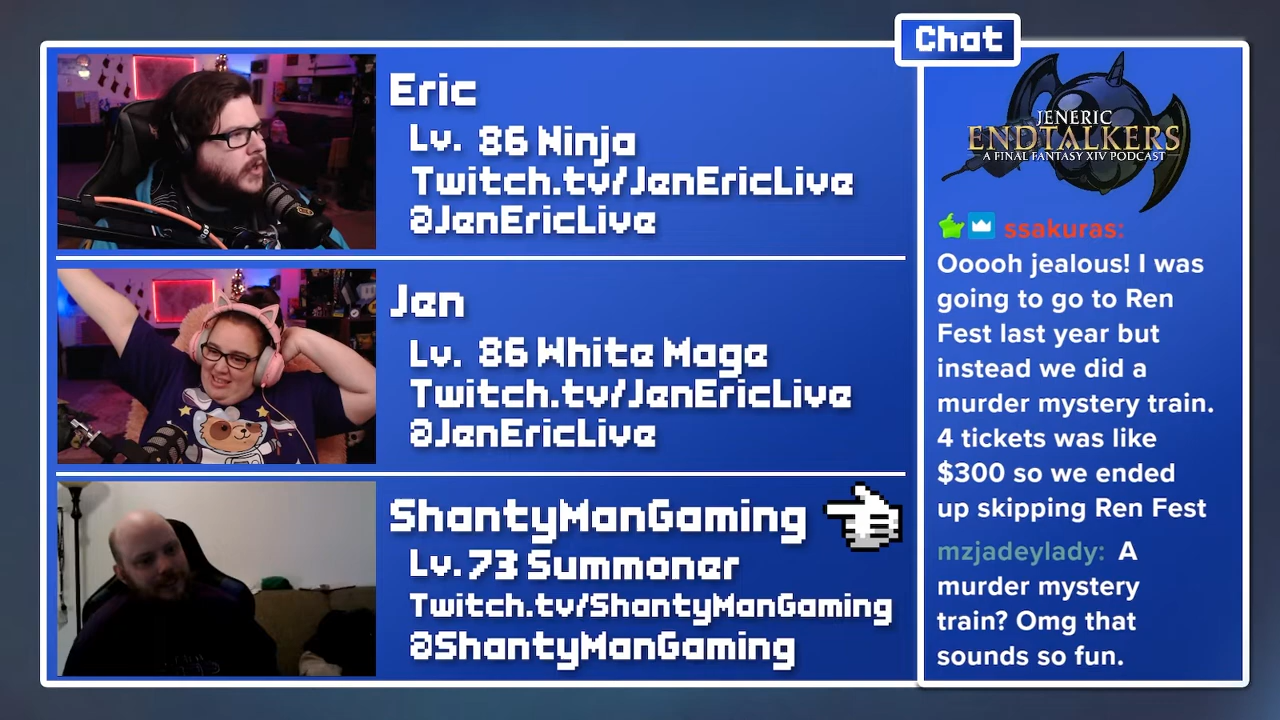 Chat
Eric
Lv. 86 Ninja
Twitch.tv/JenEricLive
@JenEricLive
Jen
Lv. 86 White Mage
Twitch.tv/JenEricLive
@JenEricLive
ShantyManGaming
Lv. 73 Summoner
Twitch.tv/ShantyManGaming
@ShantyManGaming
JENERIC
ENDTALKERS
A FINAL FANTASY XIV PODCAST
ssakuras:
Ooooh jealous! I was
going to go to Ren
Fest last year but
instead we did a
murder mystery train.
4 tickets was like
$300 so we ended
up skipping Ren Fest
mzjadeylady: A
murder mystery
train? Omg that
sounds so fun.